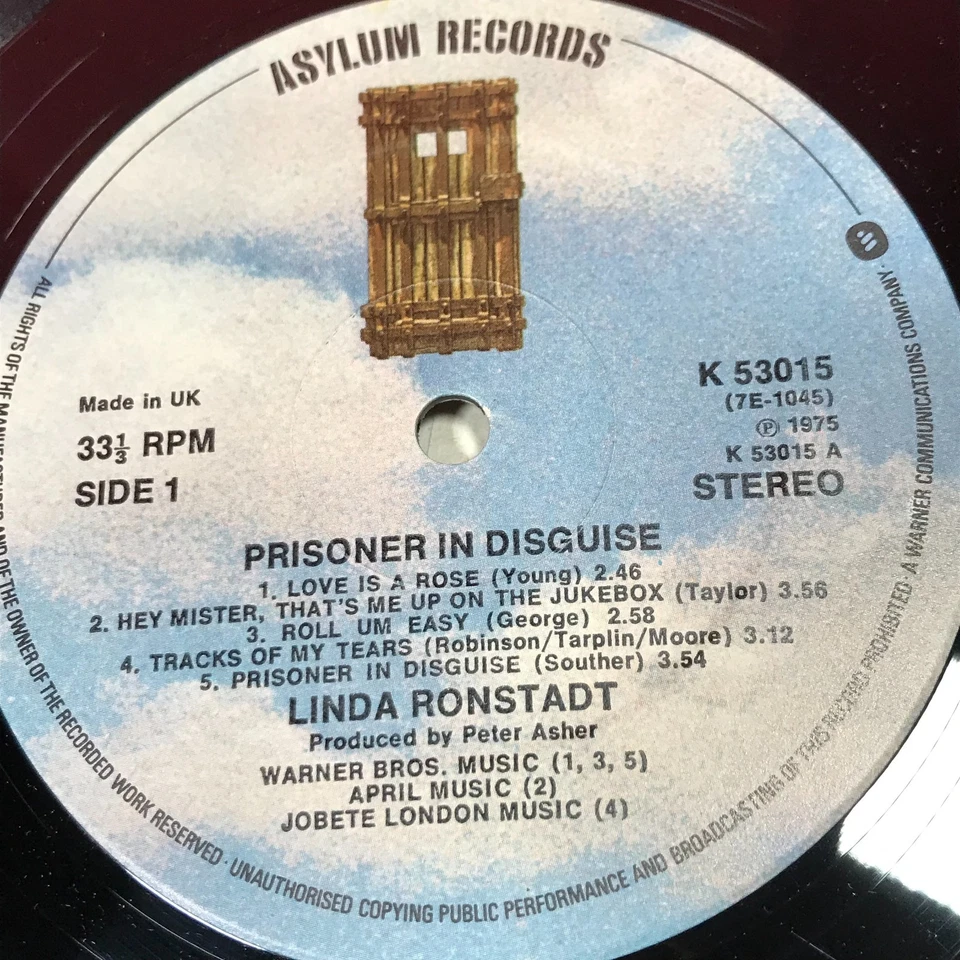 ASYLUM RECORDS
Made in UK
33⅓ RPM
SIDE 1
K 53015
(7E-1045)
Ⓟ 1975
K 53015 A
STEREO
PRISONER IN DISGUISE
1. LOVE IS A ROSE (Young) 2.46
2. HEY MISTER, THAT'S ME UP ON THE JUKEBOX (Taylor) 3.56
3. ROLL UM EASY (George) 2.58
4. TRACKS OF MY TEARS (Robinson/Tarplin/Moore) 3.12
5. PRISONER IN DISGUISE (Souther) 3.54
LINDA RONSTADT
Produced by Peter Asher
WARNER BROS. MUSIC (1, 3, 5)
APRIL MUSIC (2)
JOBETE LONDON MUSIC (4)
ALL RIGHTS OF THE MANUFACTURER AND OF THE OWNER OF THE RECORDED WORK RESERVED · UNAUTHORISED COPYING PUBLIC PERFORMANCE AND BROADCASTING OF THIS RECORD PROHIBITED · A WARNER COMMUNICATIONS COMPANY ·